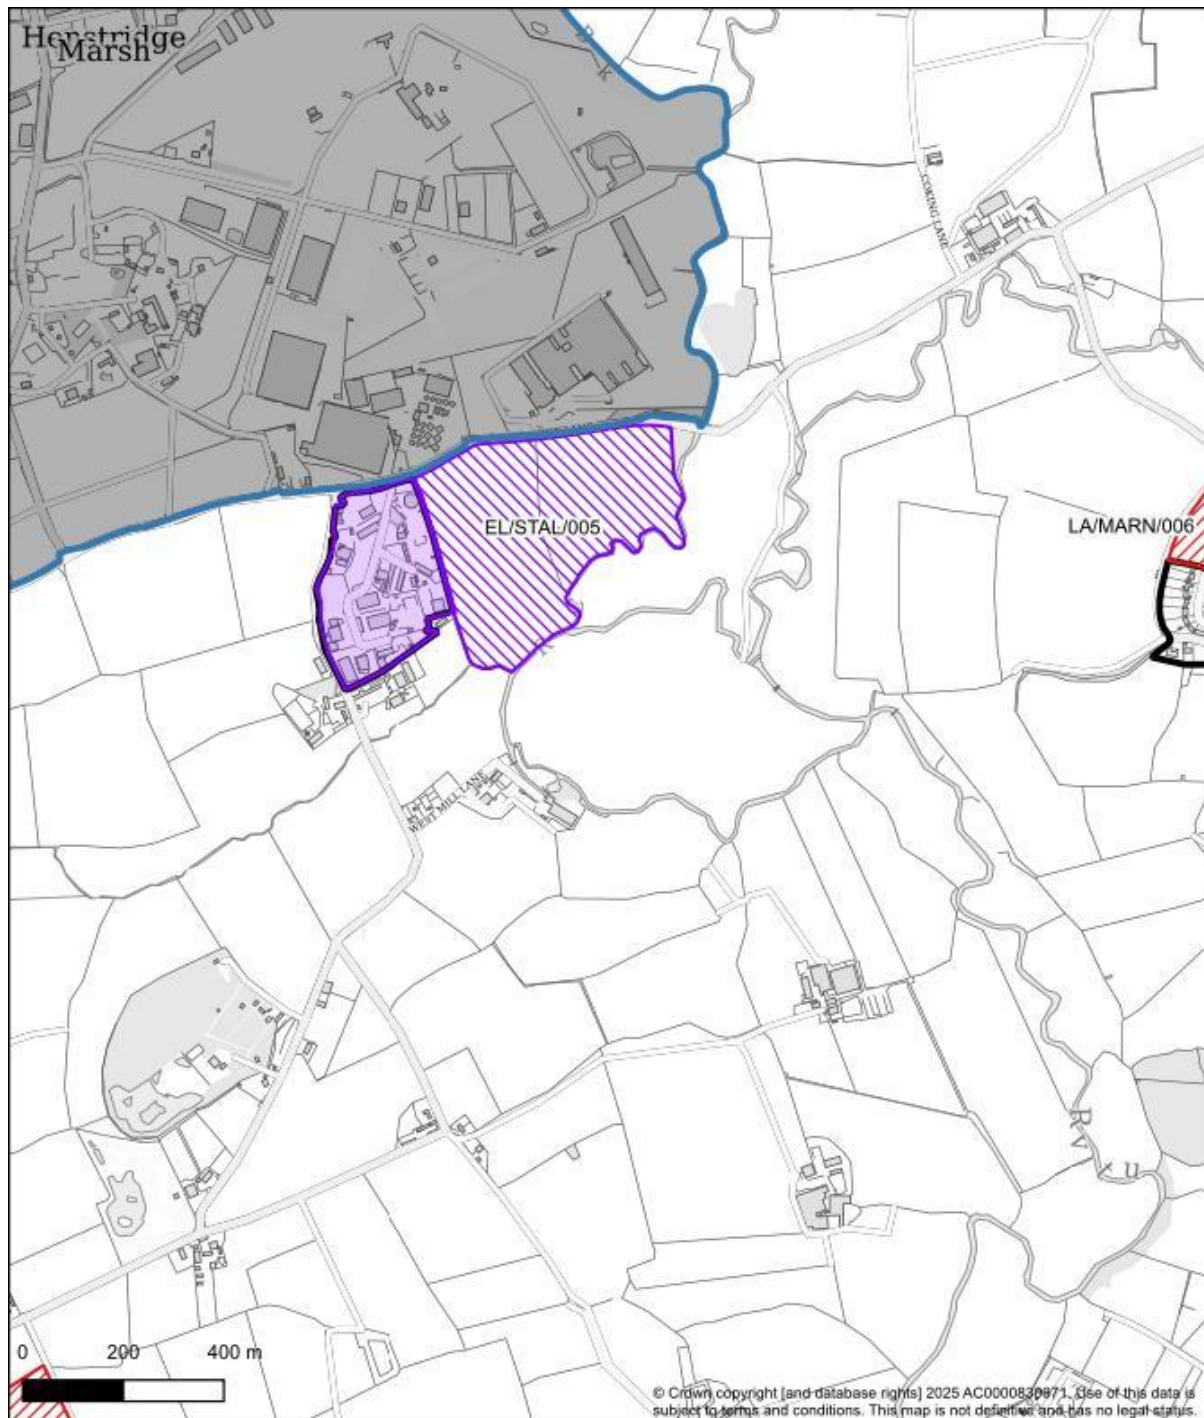 Henstridge
Marsh
COKING LANE
EL/STAL/005
LA/MARN/006
WEST MILL LANE
0 200 400 m
© Crown copyright [and database rights] 2025 AC0000830671. Use of this data is
subject to terms and conditions. This map is not definitive and has no legal status.